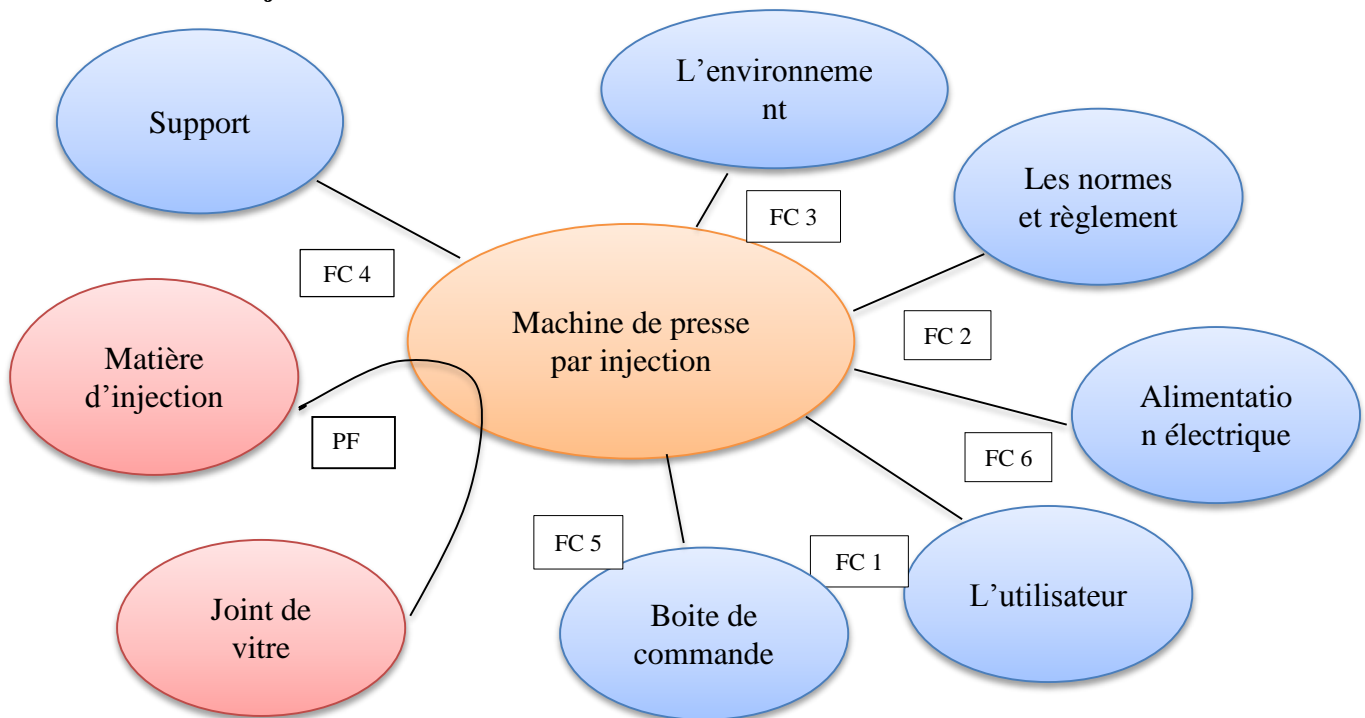 L'environneme
nt
Support
Les normes
et règlement
FC 3
FC 4
Machine de presse
par injection
FC 2
Matière
d'injection
Alimentatio
n électrique
PF
FC 6
FC 5
FC 1
L'utilisateur
Joint de
vitre
Boite de
commande